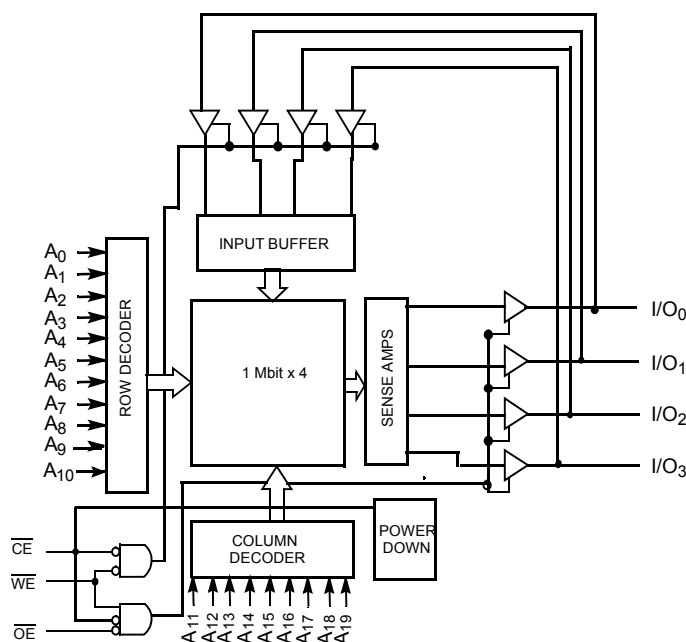 INPUT BUFFER
A0
A1
A2
A3
A4
A5
A6
A7
A8
A9
A10
ROW DECODER
1 Mbit x 4
SENSE AMPS
I/O0
I/O1
I/O2
I/O3
COLUMN
DECODER
POWER
DOWN
CE
WE
OE
A11
A12
A13
A14
A15
A16
A17
A18
A19